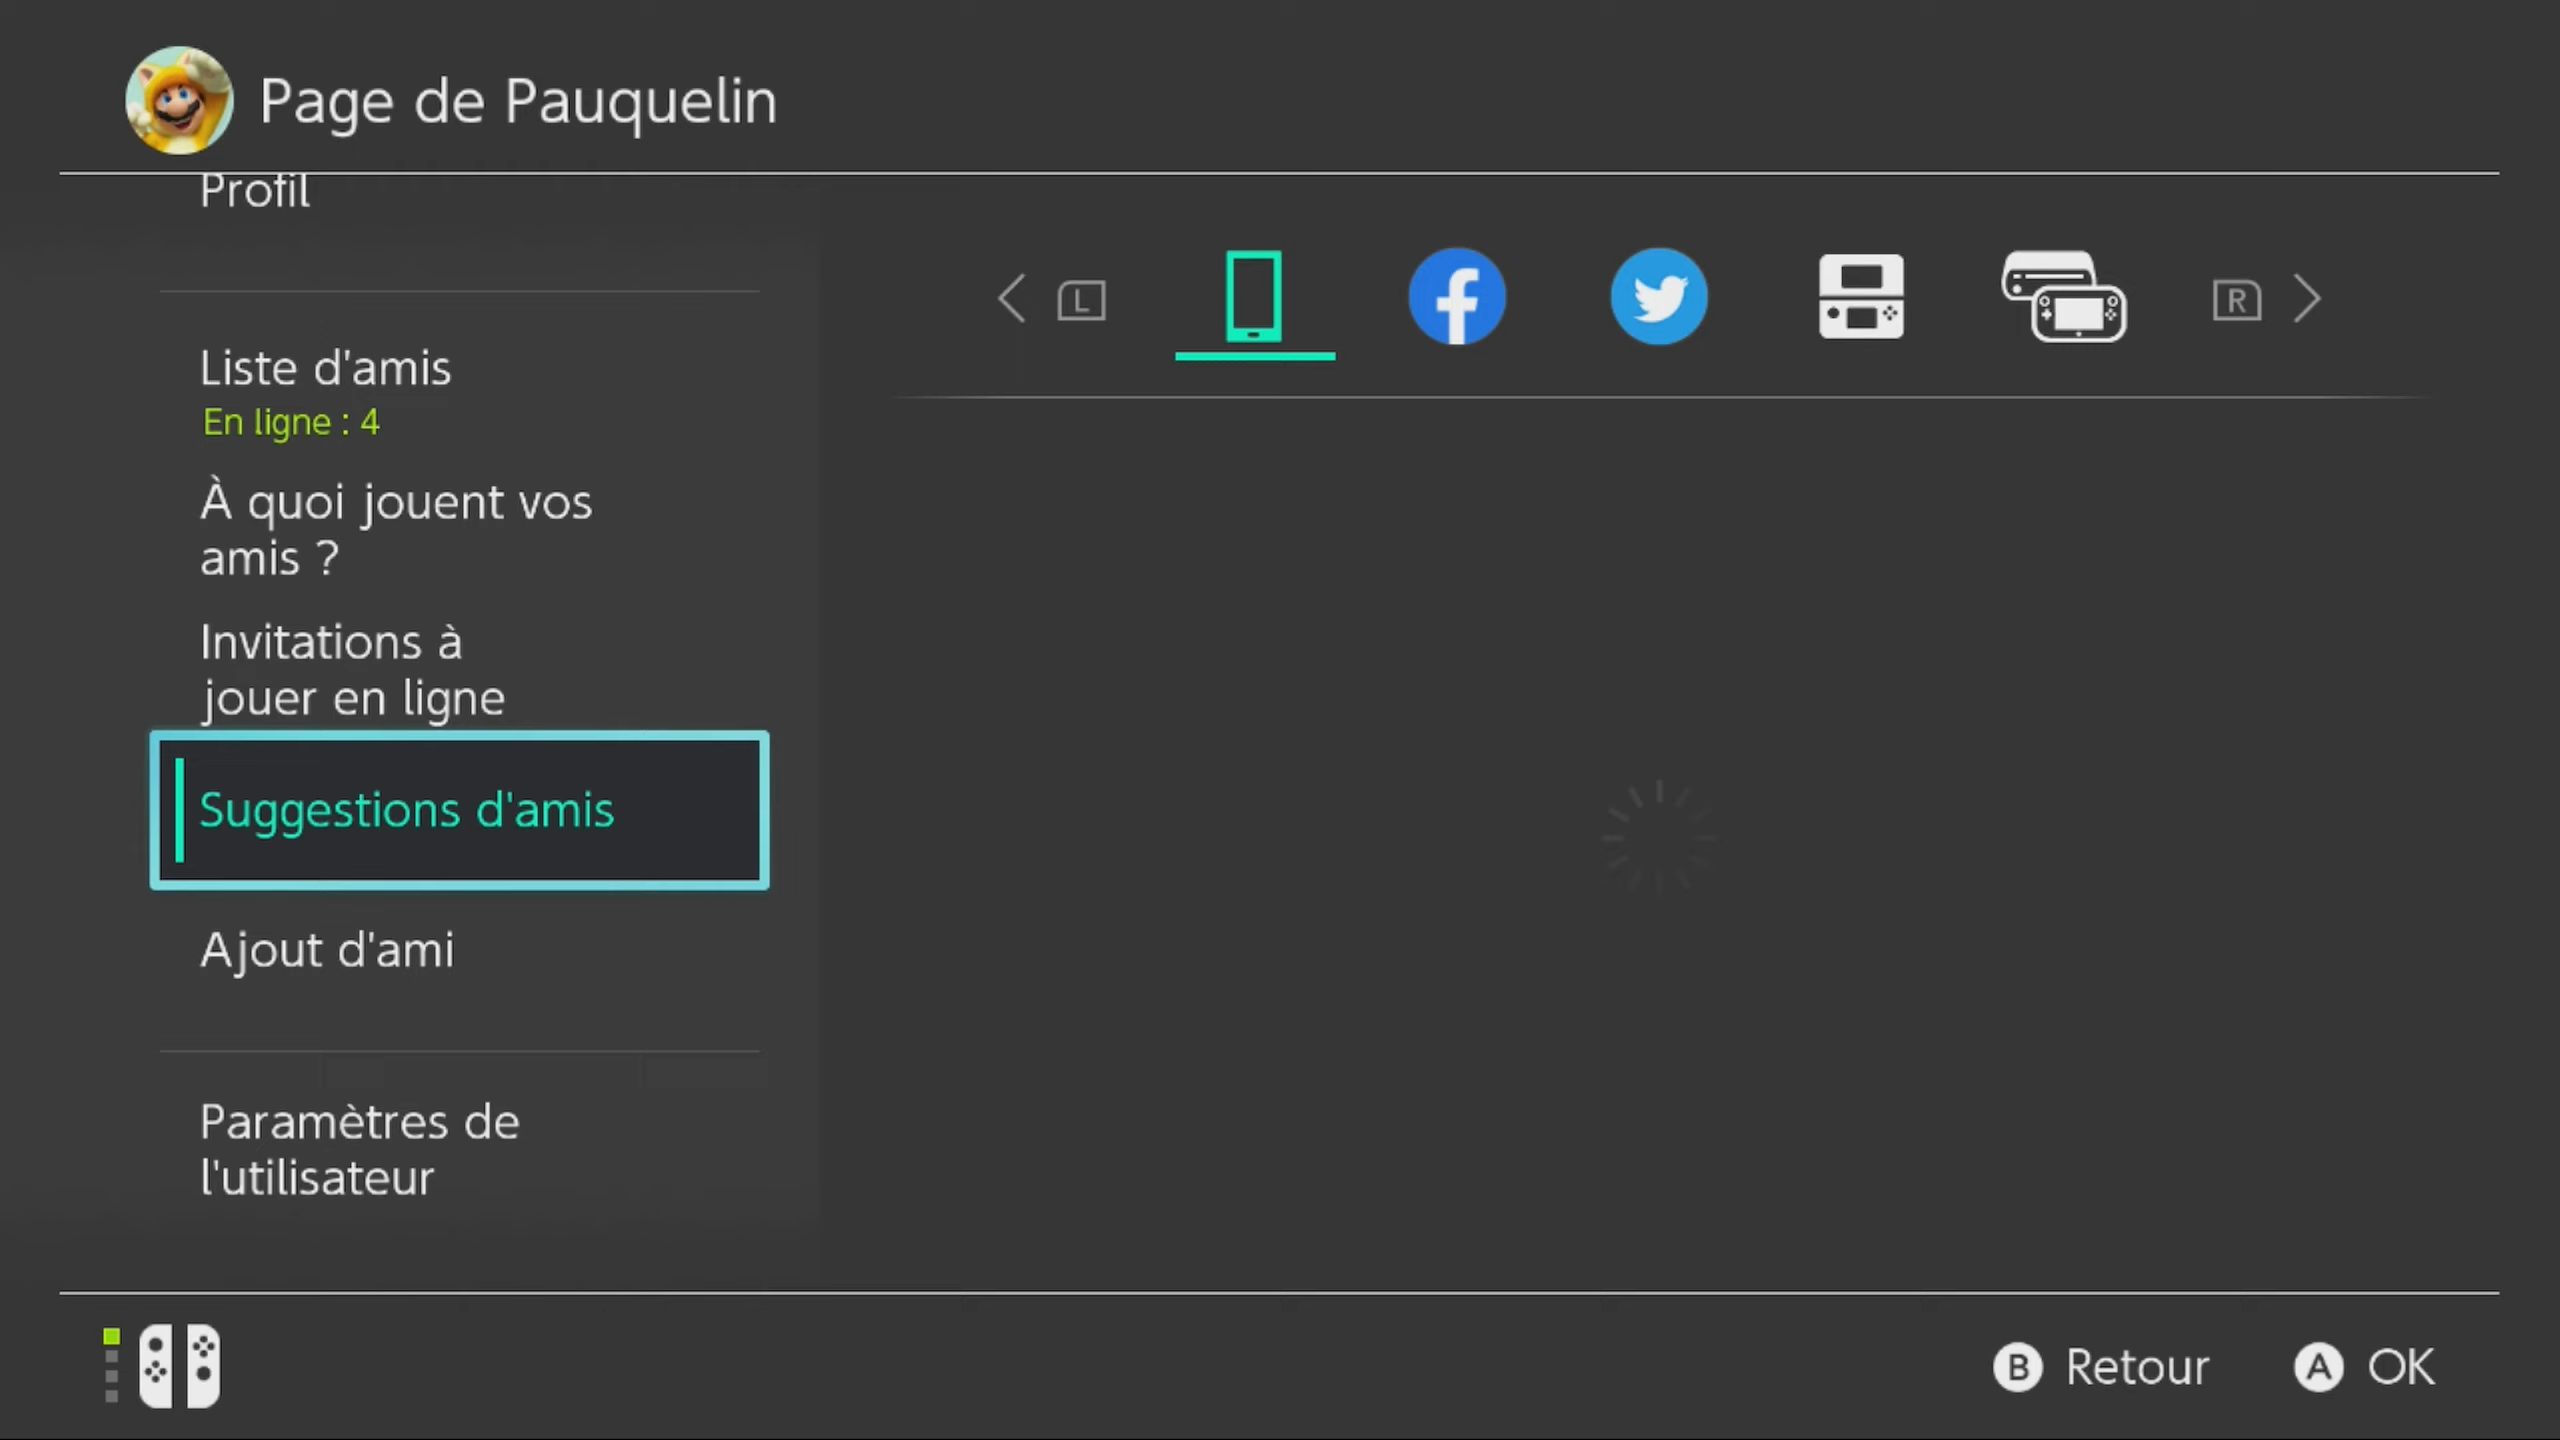 Page de Pauquelin
Profil
Liste d'amis
En ligne : 4
À quoi jouent vos
amis ?
Invitations à
jouer en ligne
Suggestions d'amis
Ajout d'ami
Paramètres de
l'utilisateur
L
R
B Retour
A OK